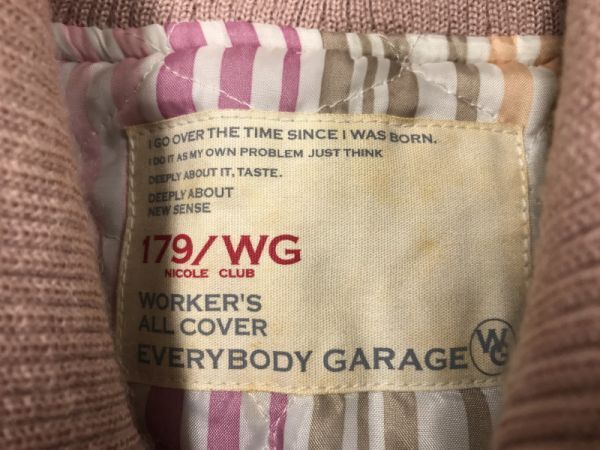 I GO OVER THE TIME SINCE I WAS BORN.
I DO IT AS MY OWN PROBLEM JUST THINK
DEEPLY ABOUT IT, TASTE.
DEEPLY ABOUT
NEW SENSE
179/WG
NICOLE CLUB
WORKER'S
ALL COVER
EVERYBODY GARAGE WG